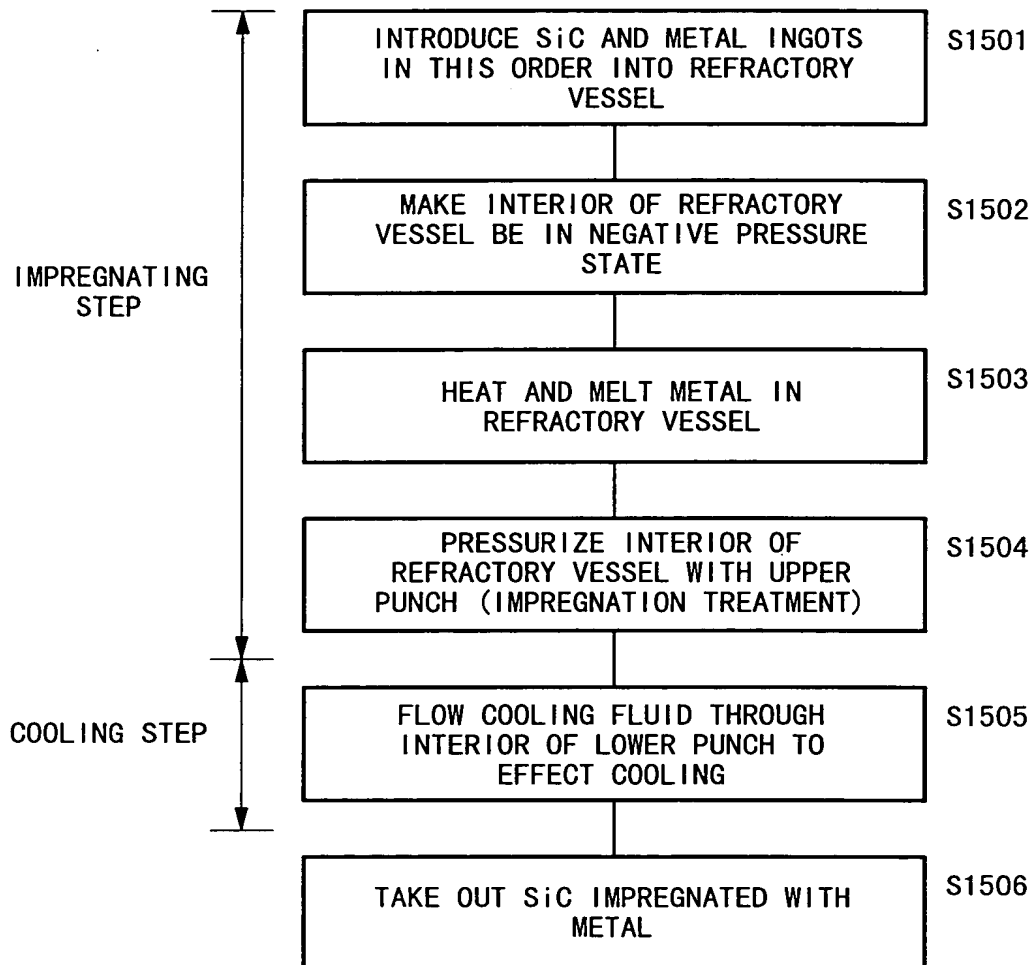 INTRODUCE SiC AND METAL INGOTS
IN THIS ORDER INTO REFRACTORY
VESSEL
S1501
MAKE INTERIOR OF REFRACTORY
VESSEL BE IN NEGATIVE PRESSURE
STATE
S1502
IMPREGNATING
STEP
HEAT AND MELT METAL IN
REFRACTORY VESSEL
S1503
PRESSURIZE INTERIOR OF
REFRACTORY VESSEL WITH UPPER
PUNCH (IMPREGNATION TREATMENT)
S1504
COOLING STEP
FLOW COOLING FLUID THROUGH
INTERIOR OF LOWER PUNCH TO
EFFECT COOLING
S1505
TAKE OUT SiC IMPREGNATED WITH
METAL
S1506